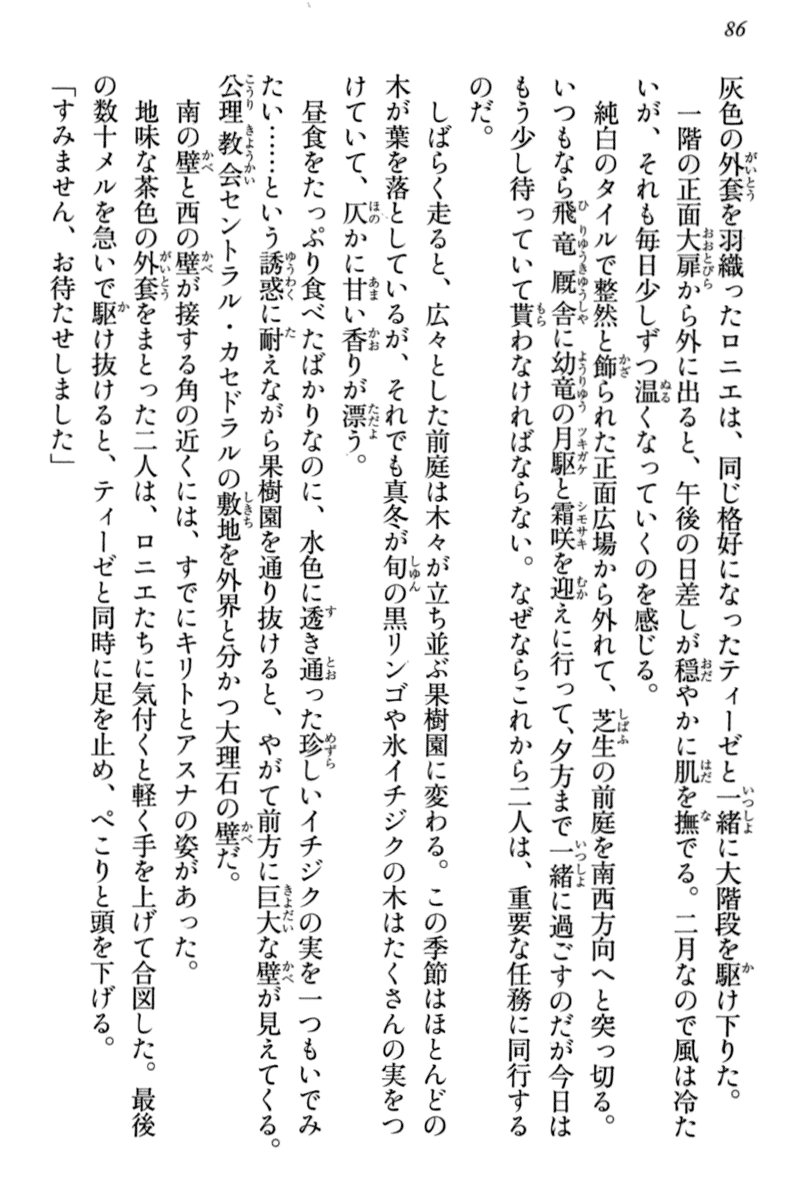 86
灰色の外套を羽織ったロニエは、同じ格好になったティーゼと一緒に大階段を駆け下りた。
一階の正面大扉から外に出ると、午後の日差しが穏やかに肌を撫でる。二月なので風は冷た
いが、それも毎日少しずつ温くなっていくのを感じる。
純白のタイルで整然と飾られた正面広場から外れて、芝生の前庭を南西方向へと突っ切る。
いつもなら飛竜厩舎に幼竜の月駆と霜咲を迎えに行って、夕方まで一緒に過ごすのだが今日は
もう少し待っていて貰わなければならない。なぜならこれから二人は、重要な任務に同行する
のだ。
しばらく走ると、広々とした前庭は木々が立ち並ぶ果樹園に変わる。この季節はほとんどの
木が葉を落としているが、それでも真冬が旬の黒リンゴや氷イチジクの木はたくさんの実をつ
けていて、仄かに甘い香りが漂う。
昼食をたっぷり食べたばかりなのに、水色に透き通った珍しいイチジクの実を一つもいでみ
たい……という誘惑に耐えながら果樹園を通り抜けると、やがて前方に巨大な壁が見えてくる。
公理教会セントラル・カセドラルの敷地を外界と分かつ大理石の壁だ。
南の壁と西の壁が接する角の近くには、すでにキリトとアスナの姿があった。
地味な茶色の外套をまとった二人は、ロニエたちに気付くと軽く手を上げて合図した。最後
の数十メルを急いで駆け抜けると、ティーゼと同時に足を止め、ぺこりと頭を下げる。
「すみません、お待たせしました」